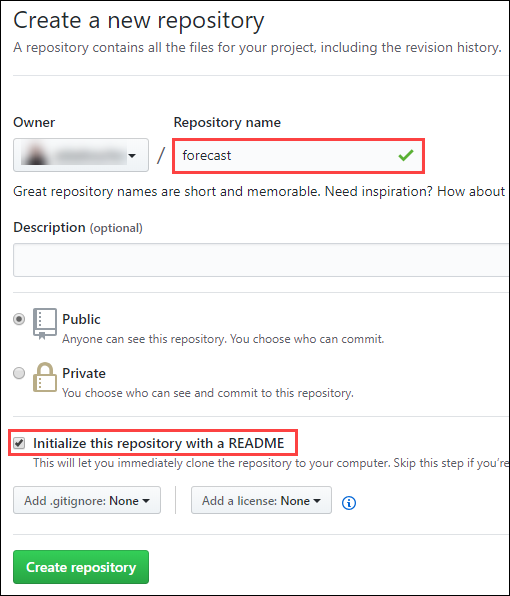 Create a new repository
A repository contains all the files for your project, including the revision history.
Owner
Repository name
/
forecast
Great repository names are short and memorable. Need inspiration? How about
Description (optional)
Public
Anyone can see this repository. You choose who can commit.
Private
You choose who can see and commit to this repository.
Initialize this repository with a README
This will let you immediately clone the repository to your computer. Skip this step if you're
Add .gitignore: None
Add a license: None
Create repository